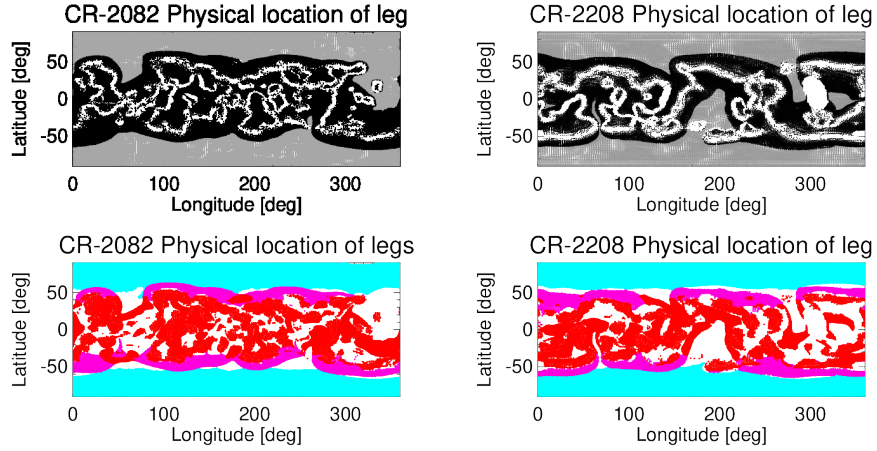 CR-2082 Physical location of leg
Latitude [deg]
50
0
-50
0
100
200
300
Longitude [deg]
CR-2208 Physical location of leg
Latitude [deg]
50
0
-50
0
100
200
300
Longitude [deg]
CR-2082 Physical location of legs
Latitude [deg]
50
0
-50
0
100
200
300
Longitude [deg]
CR-2208 Physical location of leg
Latitude [deg]
50
0
-50
0
100
200
300
Longitude [deg]